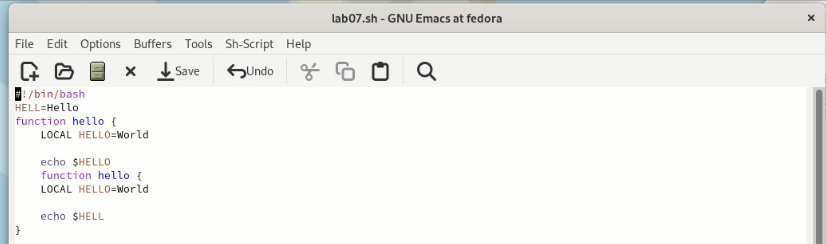 lab07.sh - GNU Emacs at fedora ×
File Edit Options Buffers Tools Sh-Script Help
Save Undo
#!/bin/bash
HELL=Hello
function hello {
    LOCAL HELLO=World

    echo $HELLO
    function hello {
    LOCAL HELLO=World

    echo $HELL
}